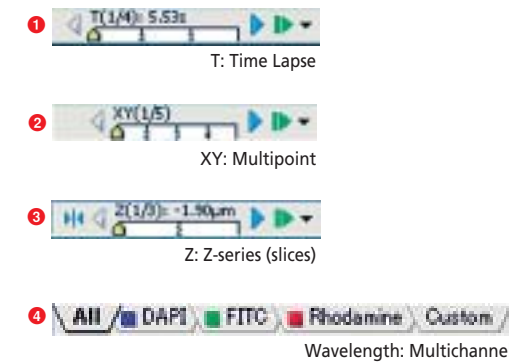 1 T(1/4): 5.53s
T: Time Lapse
2 XY(1/5)
XY: Multipoint
3 Z(1/3): -1.90µm
Z: Z-series (slices)
4 All DAPI FITC Rhodamine Custom
Wavelength: Multichanne